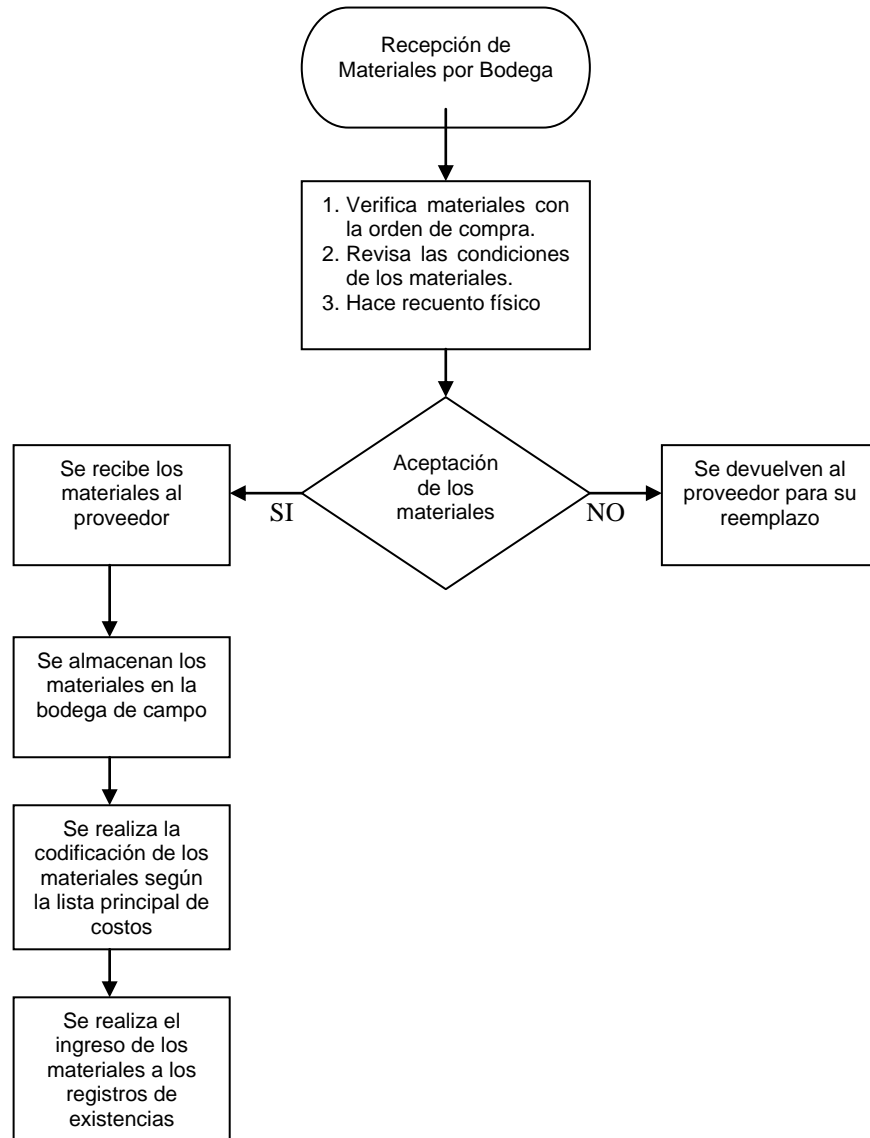 Recepción de
Materiales por Bodega
1. Verifica materiales con
la orden de compra.
2. Revisa las condiciones
de los materiales.
3. Hace recuento físico
Aceptación
de los
materiales
SI
NO
Se recibe los
materiales al
proveedor
Se devuelven al
proveedor para su
reemplazo
Se almacenan los
materiales en la
bodega de campo
Se realiza la
codificación de los
materiales según
la lista principal de
costos
Se realiza el
ingreso de los
materiales a los
registros de
existencias